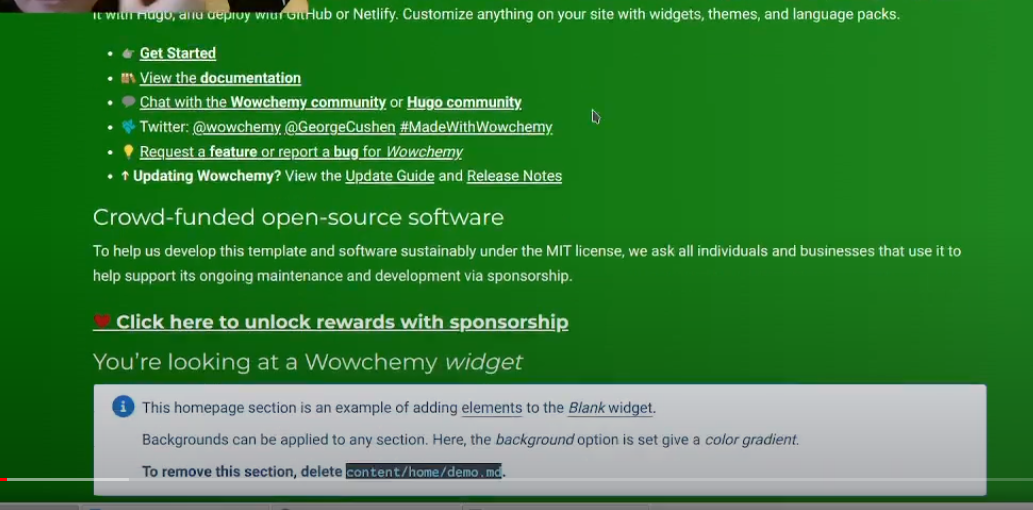 it with Hugo, and deploy with GitHub or Netlify. Customize anything on your site with widgets, themes, and language packs.
Get Started
View the documentation
Chat with the Wowchemy community or Hugo community
Twitter: @wowchemy @GeorgeCushen #MadeWithWowchemy
Request a feature or report a bug for Wowchemy
Updating Wowchemy? View the Update Guide and Release Notes
Crowd-funded open-source software
To help us develop this template and software sustainably under the MIT license, we ask all individuals and businesses that use it to
help support its ongoing maintenance and development via sponsorship.
Click here to unlock rewards with sponsorship
You're looking at a Wowchemy widget
This homepage section is an example of adding elements to the Blank widget.
Backgrounds can be applied to any section. Here, the background option is set give a color gradient.
To remove this section, delete content/home/demo.md.